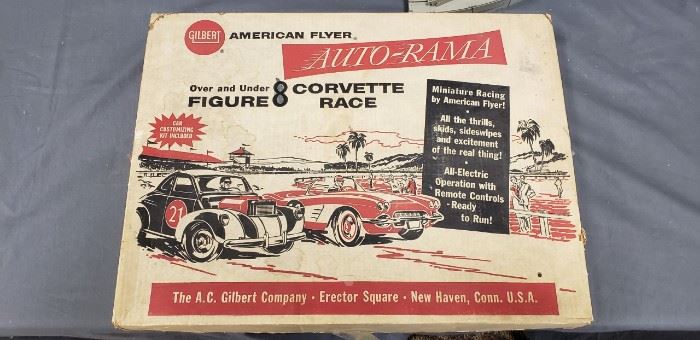 GILBERT
AMERICAN FLYER
AUTO-RAMA
Over and Under
FIGURE 8
CORVETTE
RACE
CAR
CUSTOMIZING
KIT INCLUDED
Miniature Racing
by American Flyer!
All the thrills,
skids, sideswipes
and excitement
of the real thing!
All-Electric
Operation with
Remote Controls
-Ready
to Run!
21
The A.C. Gilbert Company · Erector Square · New Haven, Conn. U.S.A.